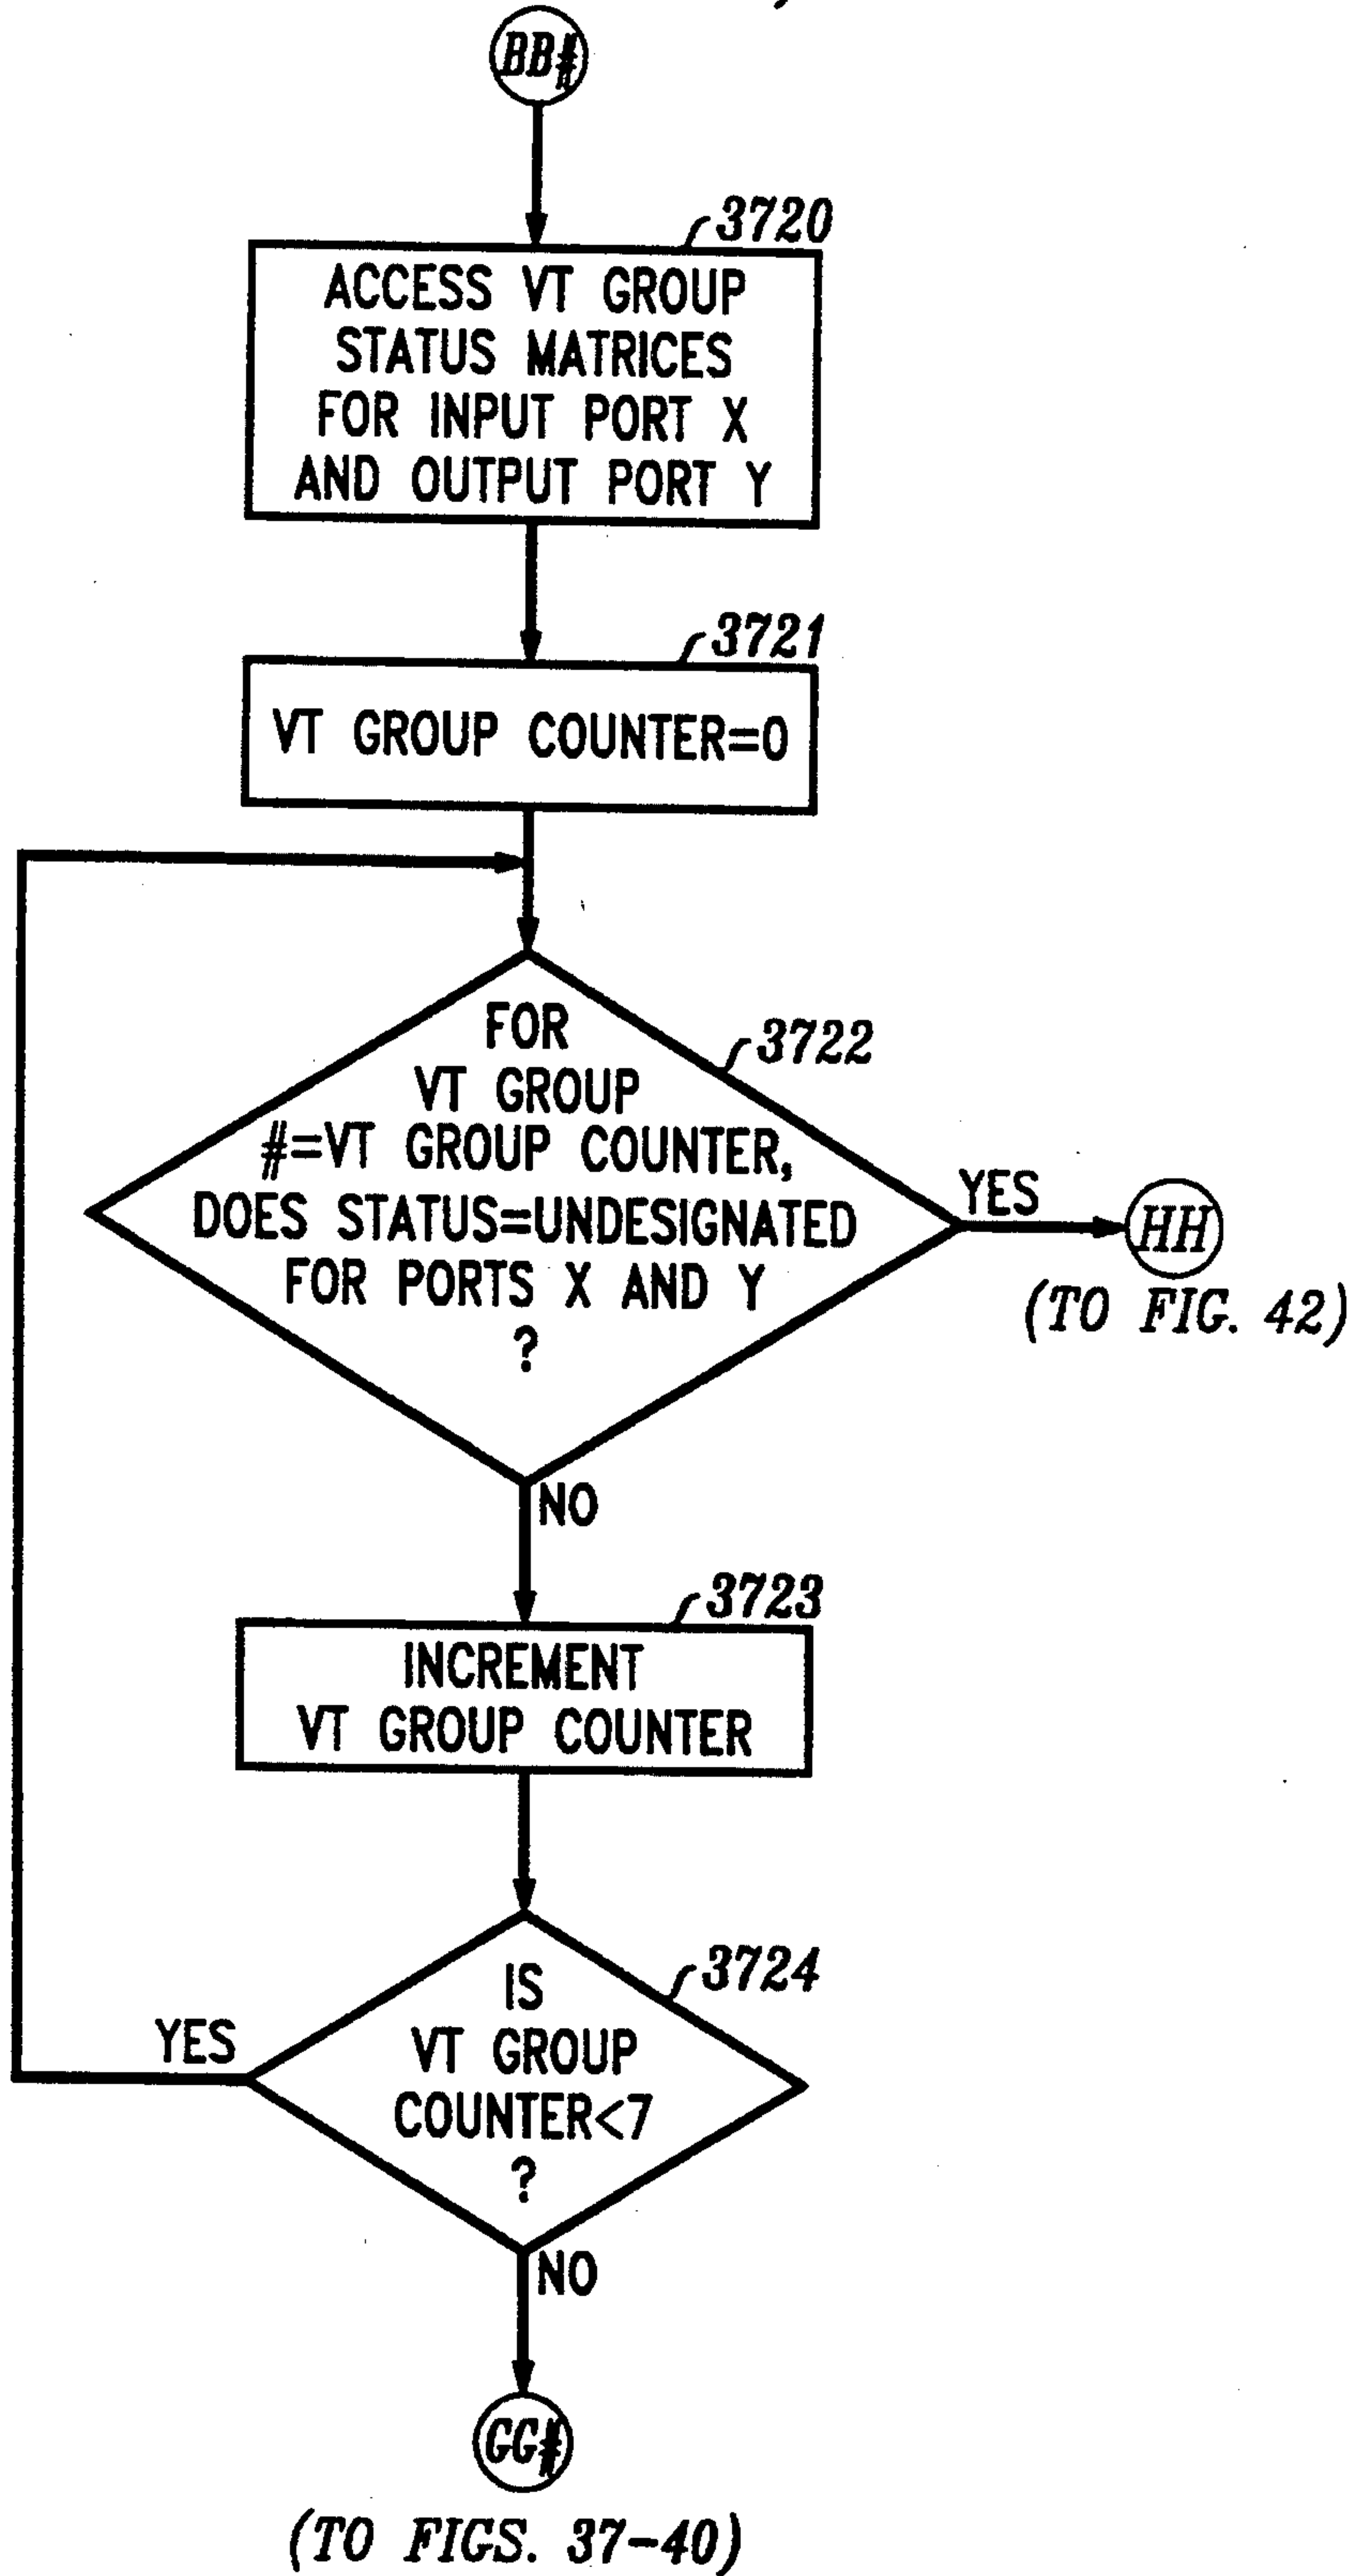 BB#
3720
ACCESS VT GROUP
STATUS MATRICES
FOR INPUT PORT X
AND OUTPUT PORT Y
3721
VT GROUP COUNTER=0
3722
FOR
VT GROUP
#=VT GROUP COUNTER,
DOES STATUS=UNDESIGNATED
FOR PORTS X AND Y
?
YES
HH
(TO FIG. 42)
NO
3723
INCREMENT
VT GROUP COUNTER
3724
IS
VT GROUP
COUNTER<7
?
YES
NO
GG#
(TO FIGS. 37-40)